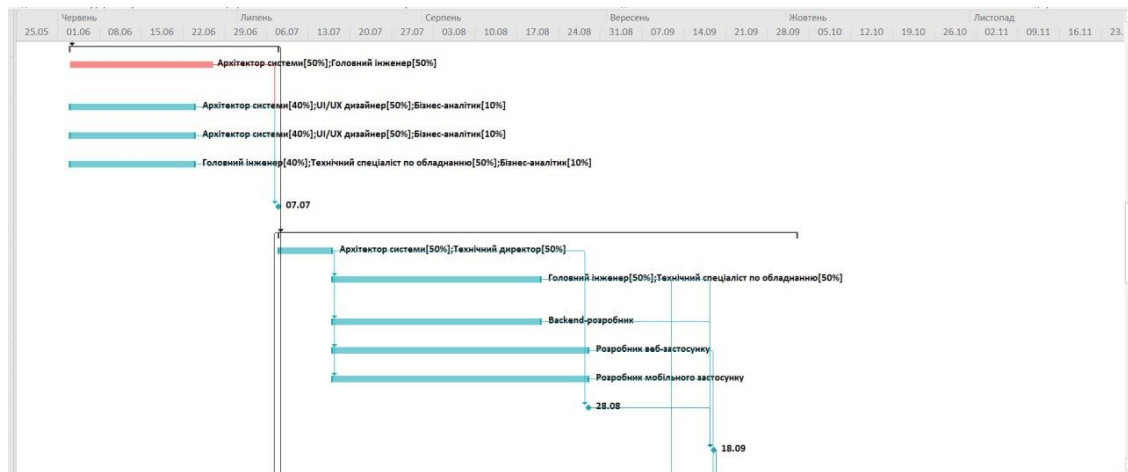 Червень Липень Серпень Вересень Жовтень Листопад
25.05 01.06 08.06 15.06 22.06 29.06 06.07 13.07 20.07 27.07 03.08 10.08 17.08 24.08 31.08 07.09 14.09 21.09 28.09 05.10 12.10 19.10 26.10 02.11 09.11 16.11 23.
Архітектор системи[50%];Головний інженер[50%]
Архітектор системи[40%];UI/UX дизайнер[50%];Бізнес-аналітик[10%]
Архітектор системи[40%];UI/UX дизайнер[50%];Бізнес-аналітик[10%]
Головний інженер[40%];Технічний спеціаліст по обладнанню[50%];Бізнес-аналітик[10%]
07.07
Архітектор системи[50%];Технічний директор[50%]
Головний інженер[50%];Технічний спеціаліст по обладнанню[50%]
Backend-розробник
Розробник веб-застосунку
Розробник мобільного застосунку
28.08
18.09